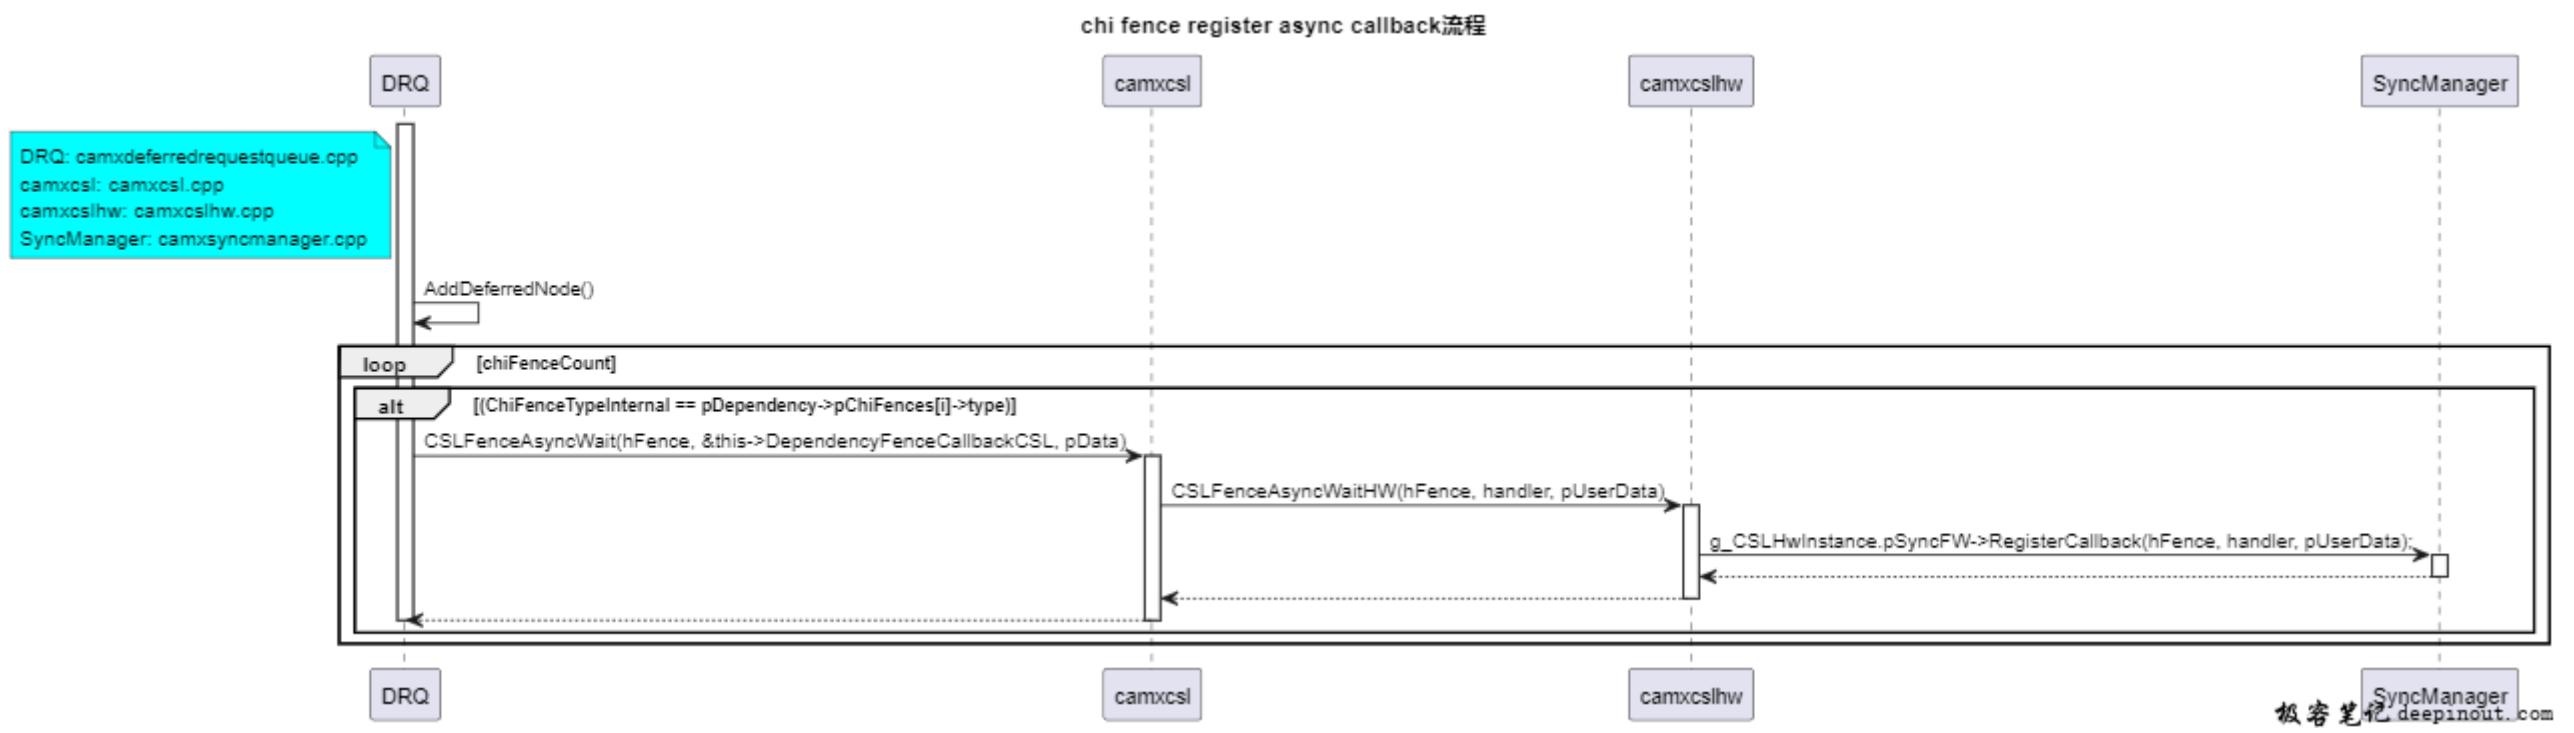 chi fence register async callback流程
DRQ
camxcsl
camxcslhw
SyncManager
DRQ: camxdeferredrequestqueue.cpp
camxcsl: camxcsl.cpp
camxcslhw: camxcslhw.cpp
SyncManager: camxsyncmanager.cpp
AddDeferredNode()
loop [chiFenceCount]
alt [(ChiFenceTypeInternal == pDependency->pChiFences[i]->type)]
CSLFenceAsyncWait(hFence, &this->DependencyFenceCallbackCSL, pData)
CSLFenceAsyncWaitHW(hFence, handler, pUserData)
g_CSLHwInstance.pSyncFW->RegisterCallback(hFence, handler, pUserData);
DRQ
camxcsl
camxcslhw
SyncManager
极客笔记 deepinout.com